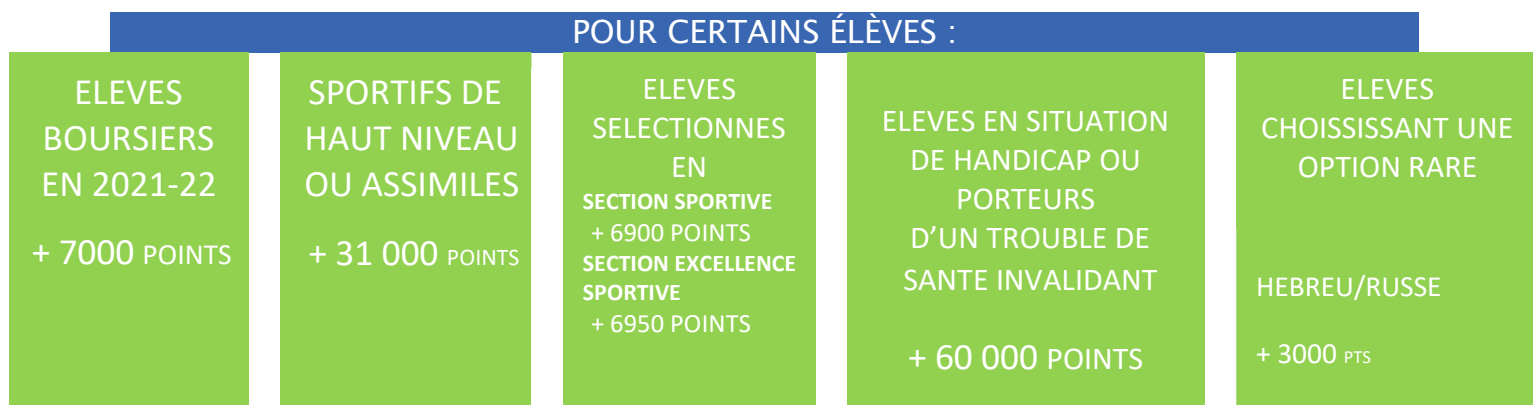 POUR CERTAINS ÉLÈVES :
ELEVES
BOURSIERS
EN 2021-22
+ 7000 POINTS
SPORTIFS DE
HAUT NIVEAU
OU ASSIMILES
+ 31 000 POINTS
ELEVES
SELECTIONNES
EN
SECTION SPORTIVE
+ 6900 POINTS
SECTION EXCELLENCE
SPORTIVE
+ 6950 POINTS
ELEVES EN SITUATION
DE HANDICAP OU
PORTEURS
D’UN TROUBLE DE
SANTE INVALIDANT
+ 60 000 POINTS
ELEVES
CHOISSISSANT UNE
OPTION RARE
HEBREU/RUSSE
+ 3000 PTS